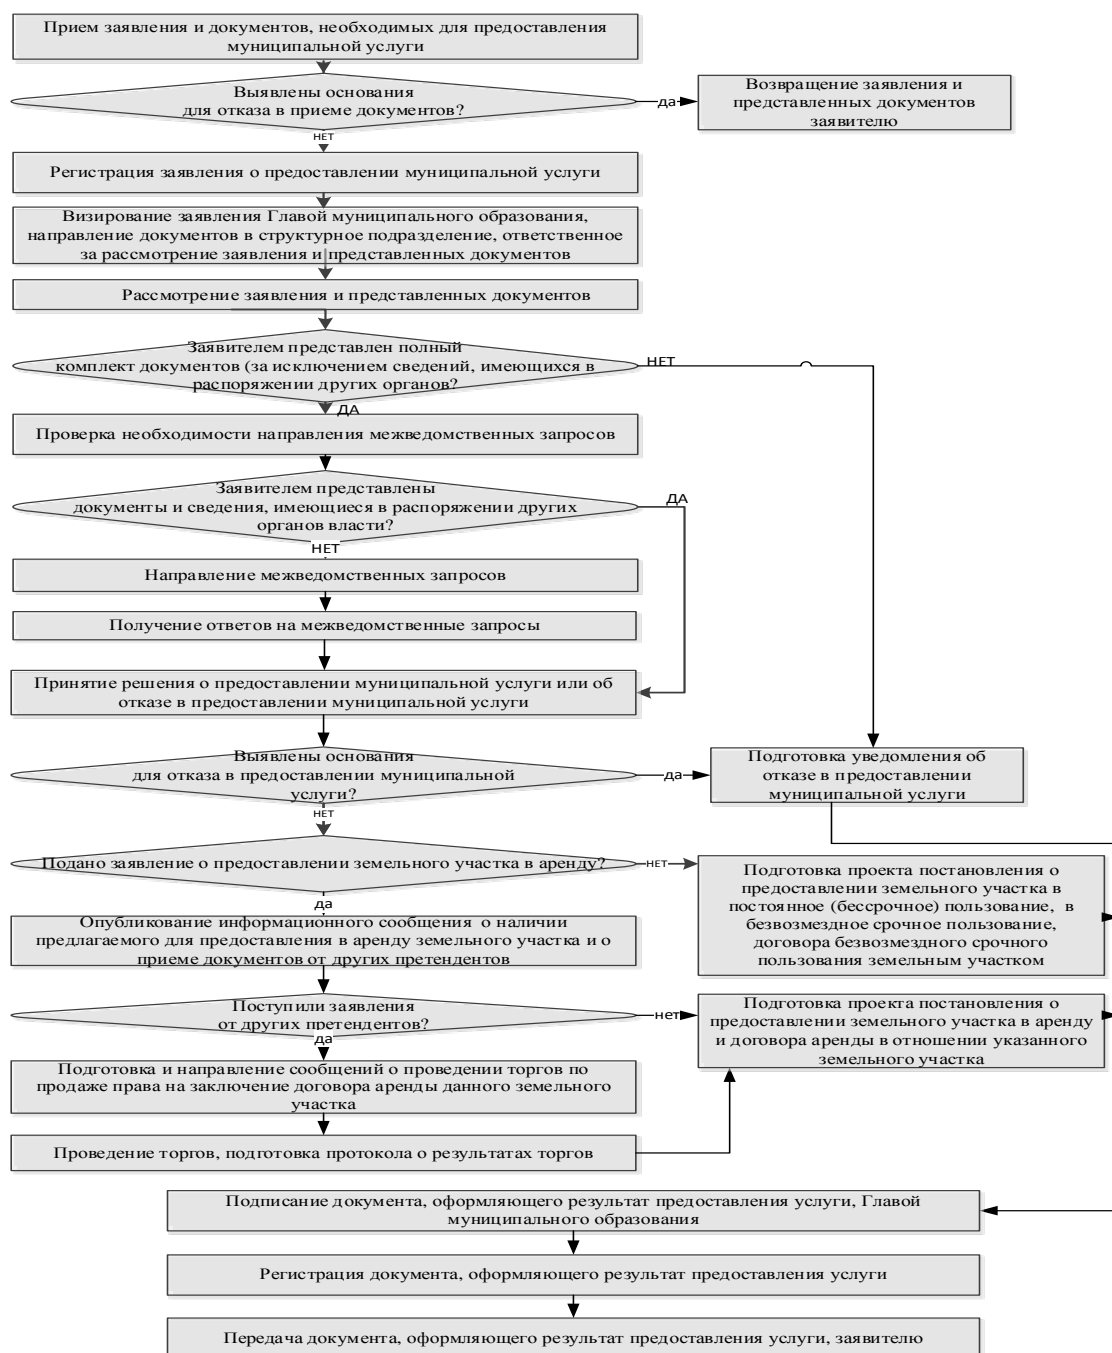 Прием заявления и документов, необходимых для предоставления
муниципальной услуги
Выявлены основания
для отказа в приеме документов?
да
Возвращение заявления и
представленных документов
заявителю
НЕТ
Регистрация заявления о предоставлении муниципальной услуги
Визирование заявления Главой муниципального образования,
направление документов в структурное подразделение, ответственное
за рассмотрение заявления и представленных документов
Рассмотрение заявления и представленных документов
Заявителем представлен полный
комплект документов (за исключением сведений, имеющихся в
распоряжении других органов?
НЕТ
ДА
Проверка необходимости направления межведомственных запросов
Заявителем представлены
документы и сведения, имеющиеся в распоряжении других
органов власти?
ДА
НЕТ
Направление межведомственных запросов
Получение ответов на межведомственные запросы
Принятие решения о предоставлении муниципальной услуги или об
отказе в предоставлении муниципальной услуги
Выявлены основания
для отказа в предоставлении муниципальной
услуги?
да
Подготовка уведомления об
отказе в предоставлении
муниципальной услуги
НЕТ
Подано заявление о предоставлении земельного участка в аренду?
НЕТ
Подготовка проекта постановления о
предоставлении земельного участка в
постоянное (бессрочное) пользование, в
безвозмездное срочное пользование,
договора безвозмездного срочного
пользования земельным участком
да
Опубликование информационного сообщения о наличии
предлагаемого для предоставления в аренду земельного участка и о
приеме документов от других претендентов
Поступили заявления
от других претендентов?
нет
Подготовка проекта постановления о
предоставлении земельного участка в аренду
и договора аренды в отношении указанного
земельного участка
да
Подготовка и направление сообщений о проведении торгов по
продаже права на заключение договора аренды данного земельного
участка
Проведение торгов, подготовка протокола о результатах торгов
Подписание документа, оформляющего результат предоставления услуги, Главой
муниципального образования
Регистрация документа, оформляющего результат предоставления услуги
Передача документа, оформляющего результат предоставления услуги, заявителю